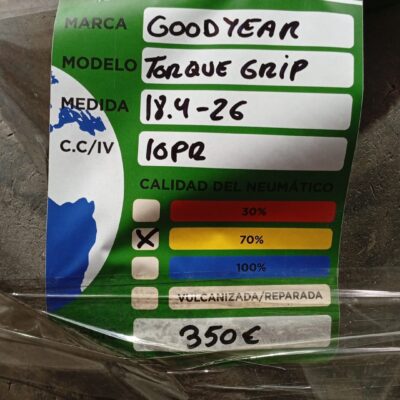 MARCA GOODYEAR
MODELO TORQUE GRIP
MEDIDA 18.4-26
C.C/IV 10PR
CALIDAD DEL NEUMÁTICO
30%
X 70%
100%
VULCANIZADA/REPARADA
350€